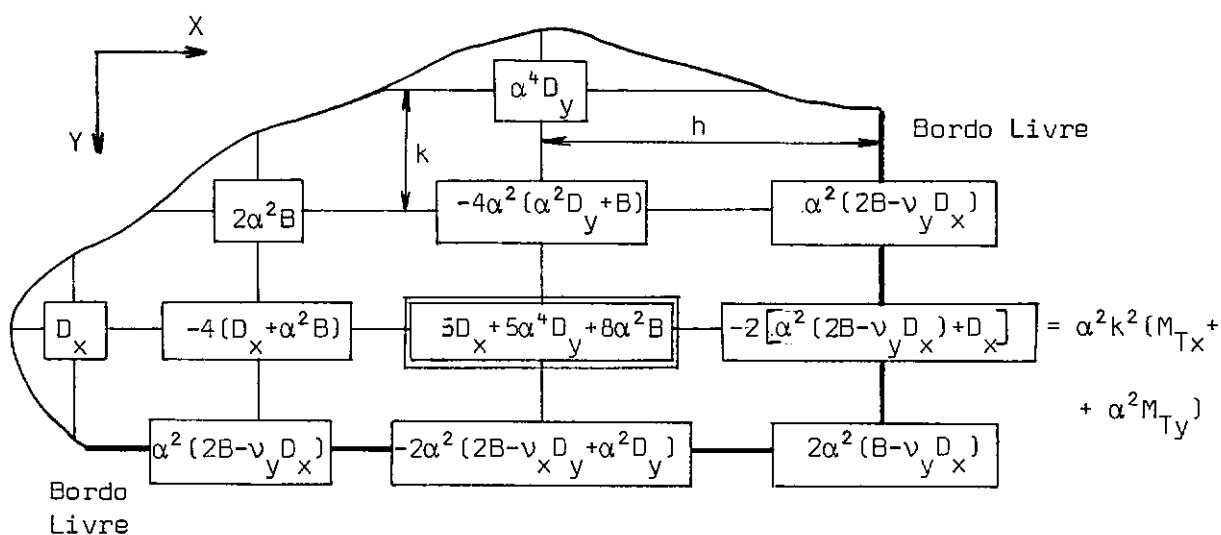 X
Y
α⁴D_y
h
Bordo Livre
k
2α²B
-4α²(α²D_y+B)
α²(2B-ν_yD_x)
D_x
-4(D_x+α²B)
5D_x+5α⁴D_y+8α²B
-2[α²(2B-ν_yD_x)+D_x]
= α²k²(M_Tx+
+ α²M_Ty)
α²(2B-ν_yD_x)
-2α²(2B-ν_xD_y+α²D_y)
2α²(B-ν_yD_x)
Bordo
Livre